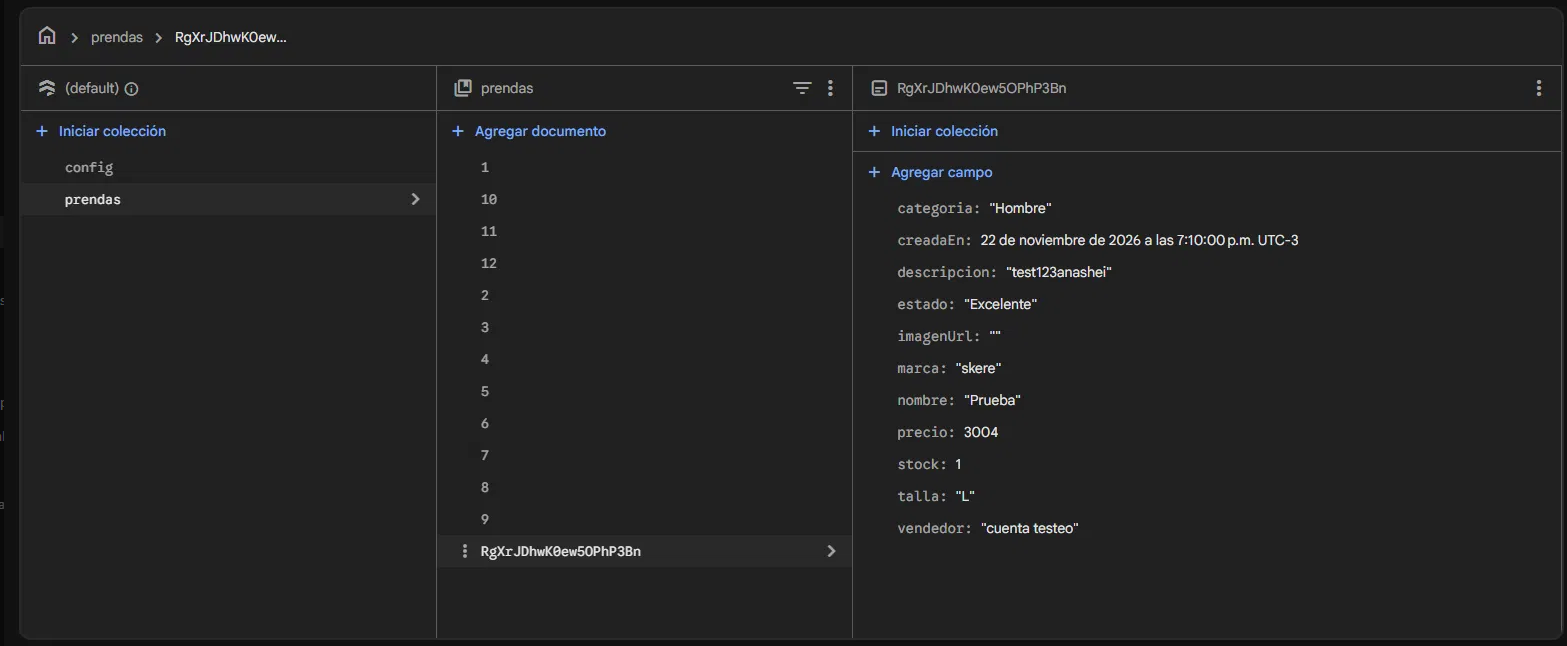 prendas > RgXrJDhwK0ew...
(default)
+ Iniciar colección
config
prendas
prendas
+ Agregar documento
1
10
11
12
2
3
4
5
6
7
8
9
RgXrJDhwK0ew5OPhP3Bn
RgXrJDhwK0ew5OPhP3Bn
+ Iniciar colección
+ Agregar campo
categoria: "Hombre"
creadaEn: 22 de noviembre de 2026 a las 7:10:00 p.m. UTC-3
descripcion: "test123anashei"
estado: "Excelente"
imagenUrl: ""
marca: "skere"
nombre: "Prueba"
precio: 3004
stock: 1
talla: "L"
vendedor: "cuenta testeo"